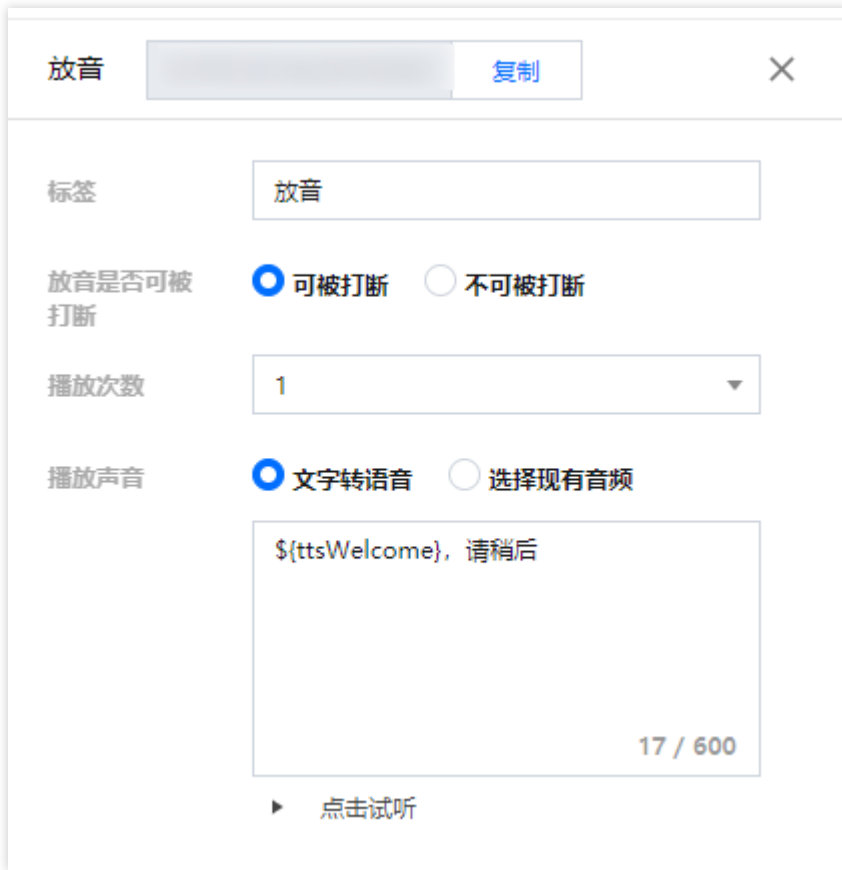 放音 复制
标签 放音
放音是否可被打断 可被打断 不可被打断
播放次数 1
播放声音 文字转语音 选择现有音频
${ttsWelcome}，请稍后
17 / 600
点击试听